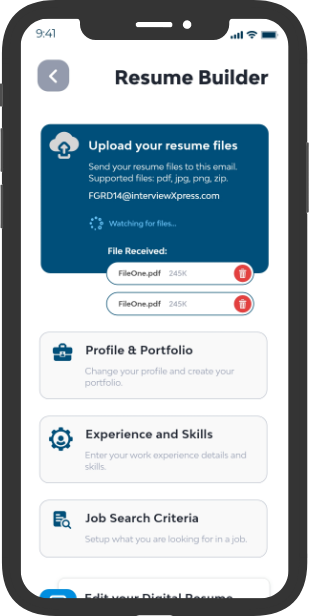 9:41
Resume Builder
Upload your resume files
Send your resume files to this email.
Supported files: pdf, jpg, png, zip.
FGRD14@interviewXpress.com
Watching for files...
File Received:
FileOne.pdf 245K
FileOne.pdf 245K
Profile & Portfolio
Change your profile and create your
portfolio.
Experience and Skills
Enter your work experience details and
skills.
Job Search Criteria
Setup what you are looking for in a job.
Edit your Digital Resume